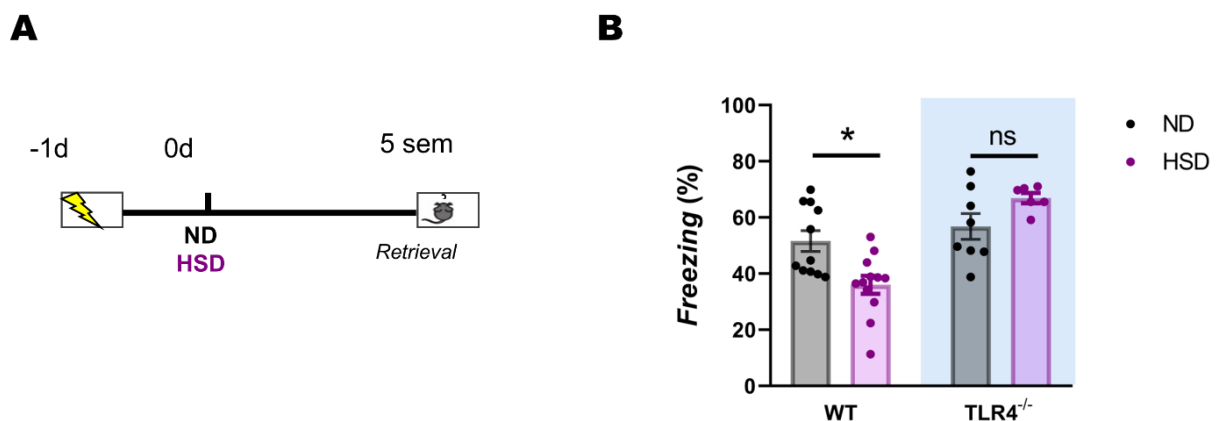 A
-1d 0d 5 sem
ND
HSD
Retrieval
B
Freezing (%)
100
80
60
40
20
0
*
ns
WT
TLR4-/-
ND
HSD